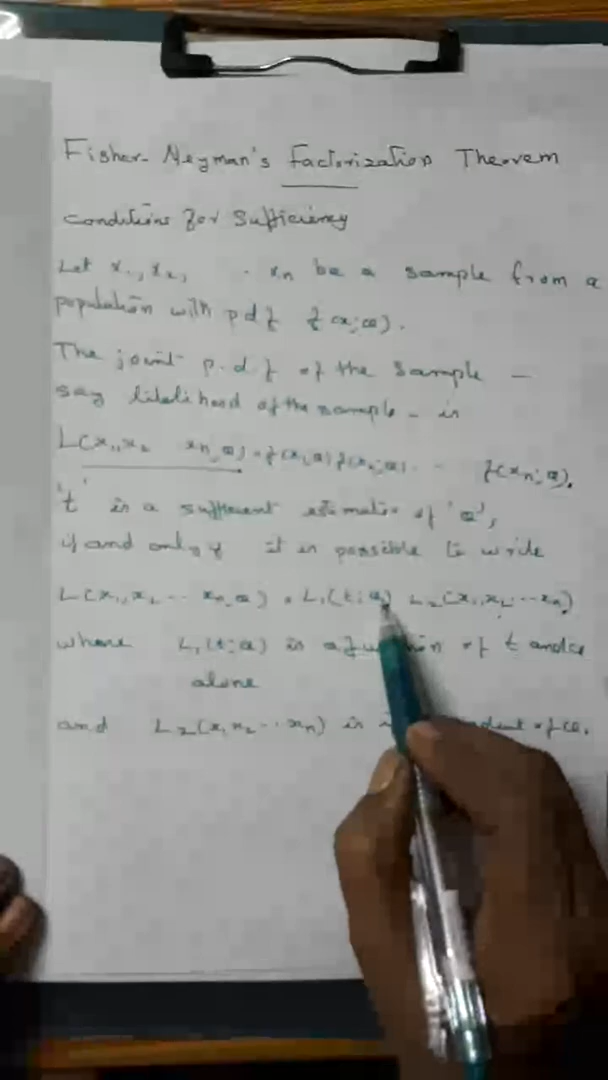 Fisher-Neyman's Factorization Theorem
Conditions for Sufficiency
Let x₁, x₂, . xₙ be a sample from a
population with pdf f(x;α).
The joint p.d.f of the sample –
say likelihood of the sample - is
L(x₁,x₂ xₙ,α) = f(x₁,α) f(x₂;α) ... f(xₙ;α).
't' is a sufficient estimator of 'α',
if and only if it is possible to write
L(x₁,x₂ ... xₙ,α) = L₁(t;α) L₂(x₁,x₂...xₙ)
where L₁(t;α) is a of t and α
alone
and L₂(x₁ x₂...xₙ) is of α.